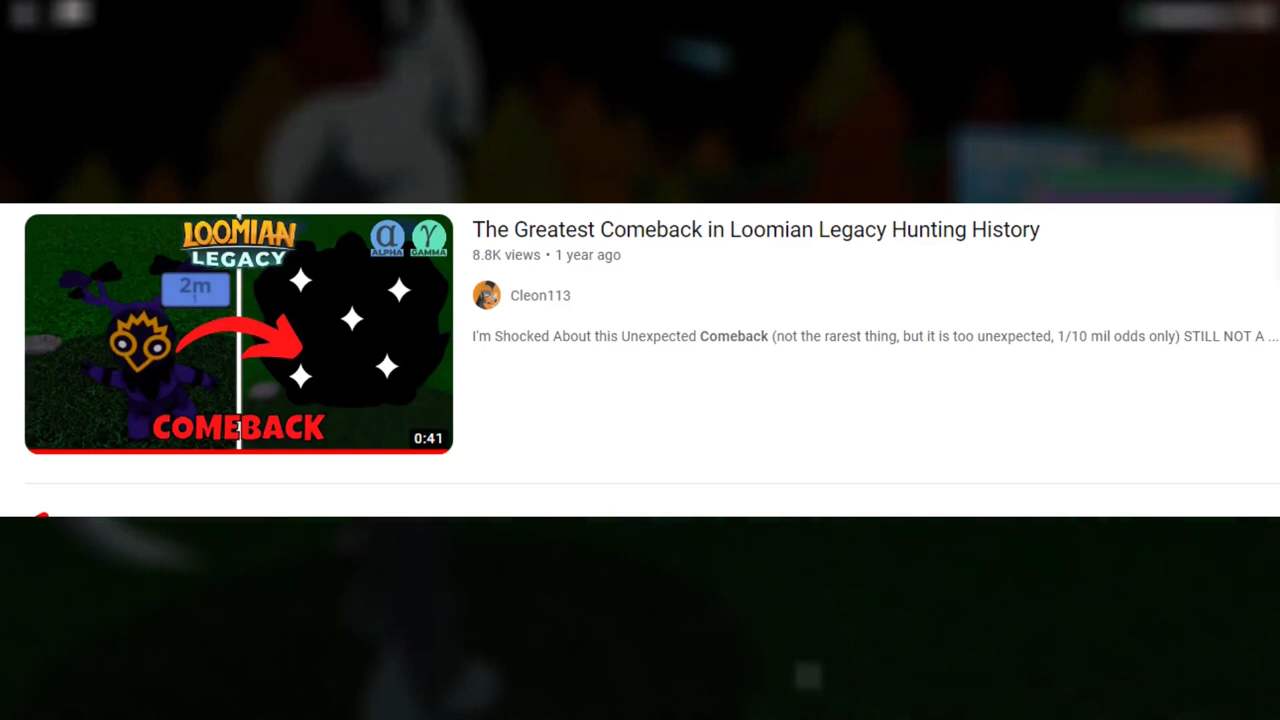 LOOMIAN
LEGACY
α
ALPHA
γ
GAMMA
2m
1
COMEBACK
0:41
The Greatest Comeback in Loomian Legacy Hunting History
8.8K views • 1 year ago
Cleon113
I'm Shocked About this Unexpected Comeback (not the rarest thing, but it is too unexpected, 1/10 mil odds only) STILL NOT A ...